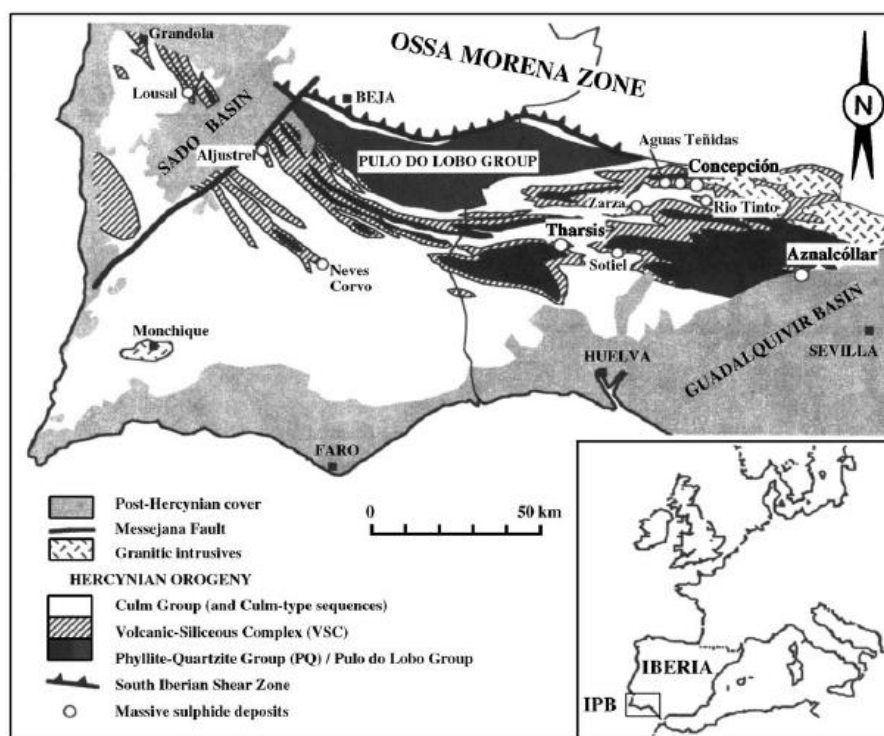 Grandola
OSSA MORENA ZONE
Lousal
BEJA
N
SADO BASIN
Aljustrel
PULO DO LOBO GROUP
Aguas Teñidas
Concepción
Zarza
Rio Tinto
Tharsis
Sotiel
Aznalcóllar
Neves
Corvo
Monchique
HUELVA
GUADALQUIVIR BASIN
SEVILLA
FARO
0 50 km
Post-Hercynian cover
Messejana Fault
Granitic intrusives
HERCYNIAN OROGENY
Culm Group (and Culm-type sequences)
Volcanic-Siliceous Complex (VSC)
Phyllite-Quartzite Group (PQ) / Pulo do Lobo Group
South Iberian Shear Zone
Massive sulphide deposits
IBERIA
IPB